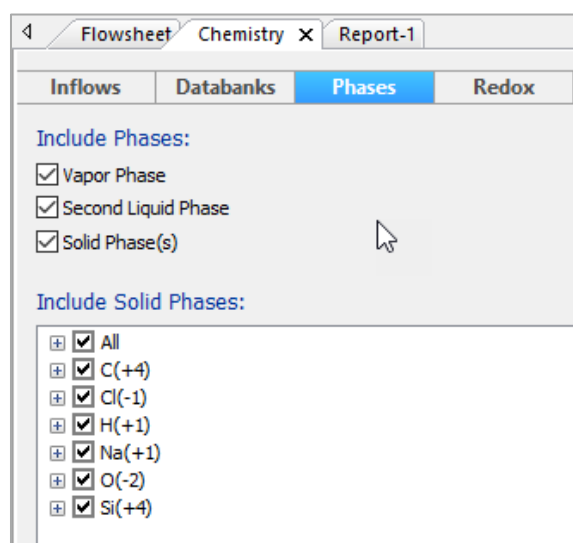 Flowsheet Chemistry Report-1
Inflows Databanks Phases Redox
Include Phases:
Vapor Phase
Second Liquid Phase
Solid Phase(s)
Include Solid Phases:
All
C(+4)
Cl(-1)
H(+1)
Na(+1)
O(-2)
Si(+4)